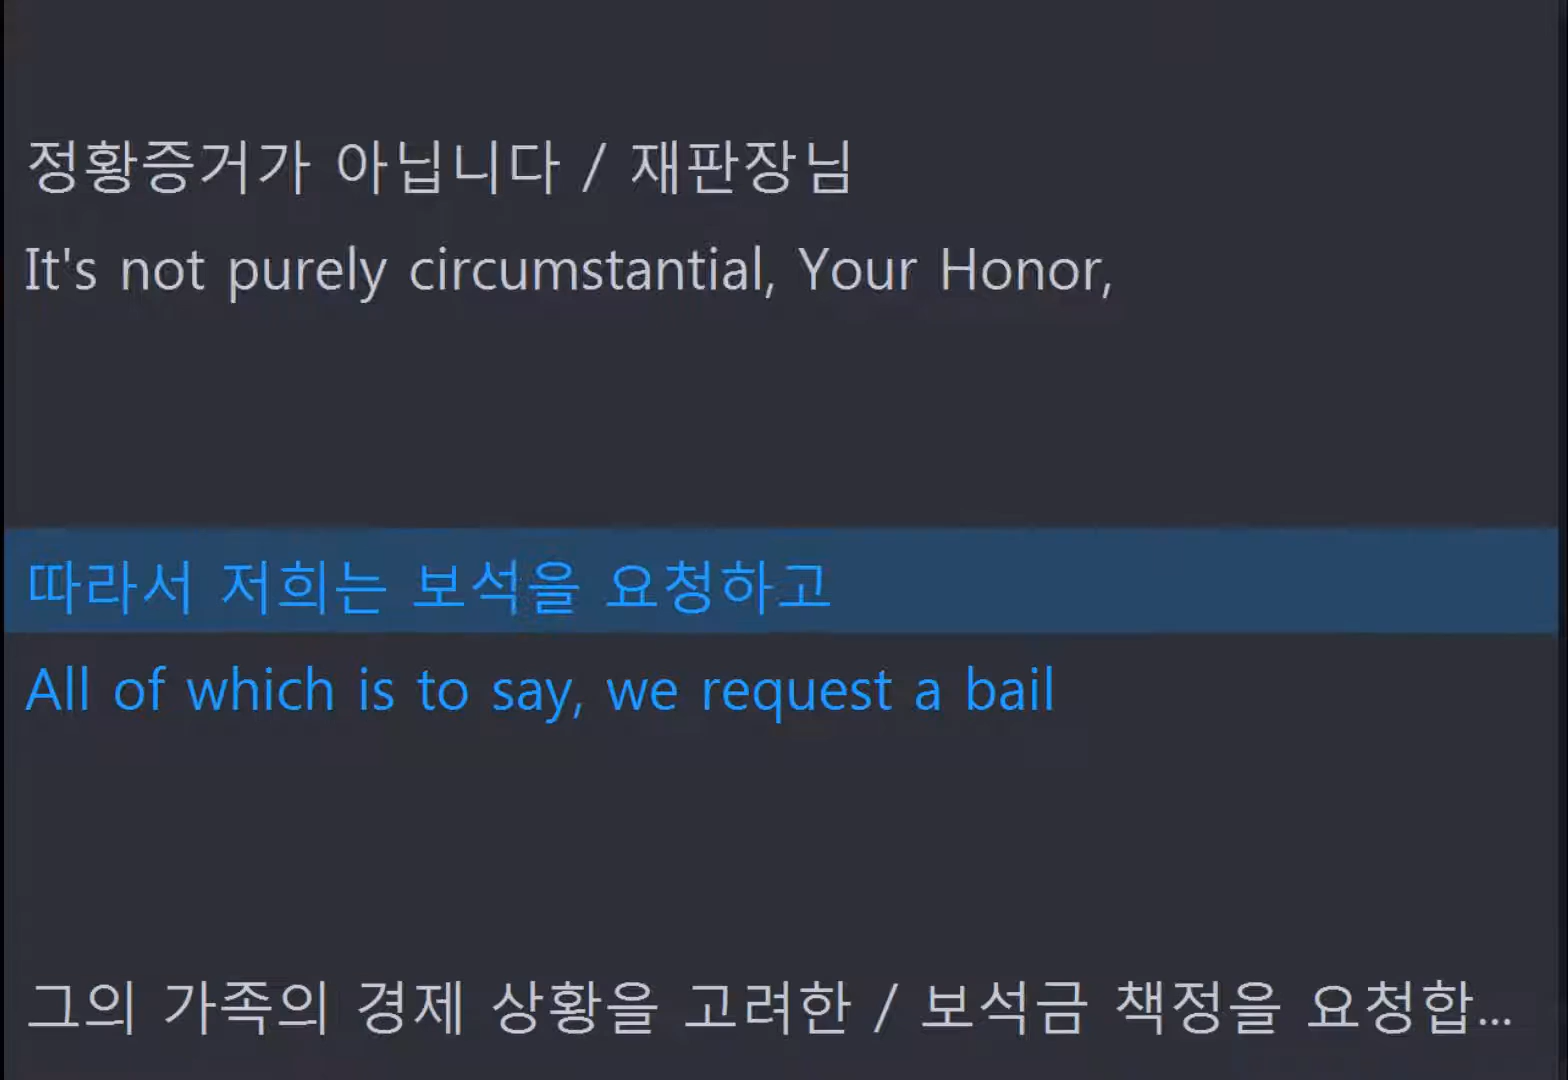 정황증거가 아닙니다 / 재판장님
It's not purely circumstantial, Your Honor,
따라서 저희는 보석을 요청하고
All of which is to say, we request a bail
그의 가족의 경제 상황을 고려한 / 보석금 책정을 요청합...